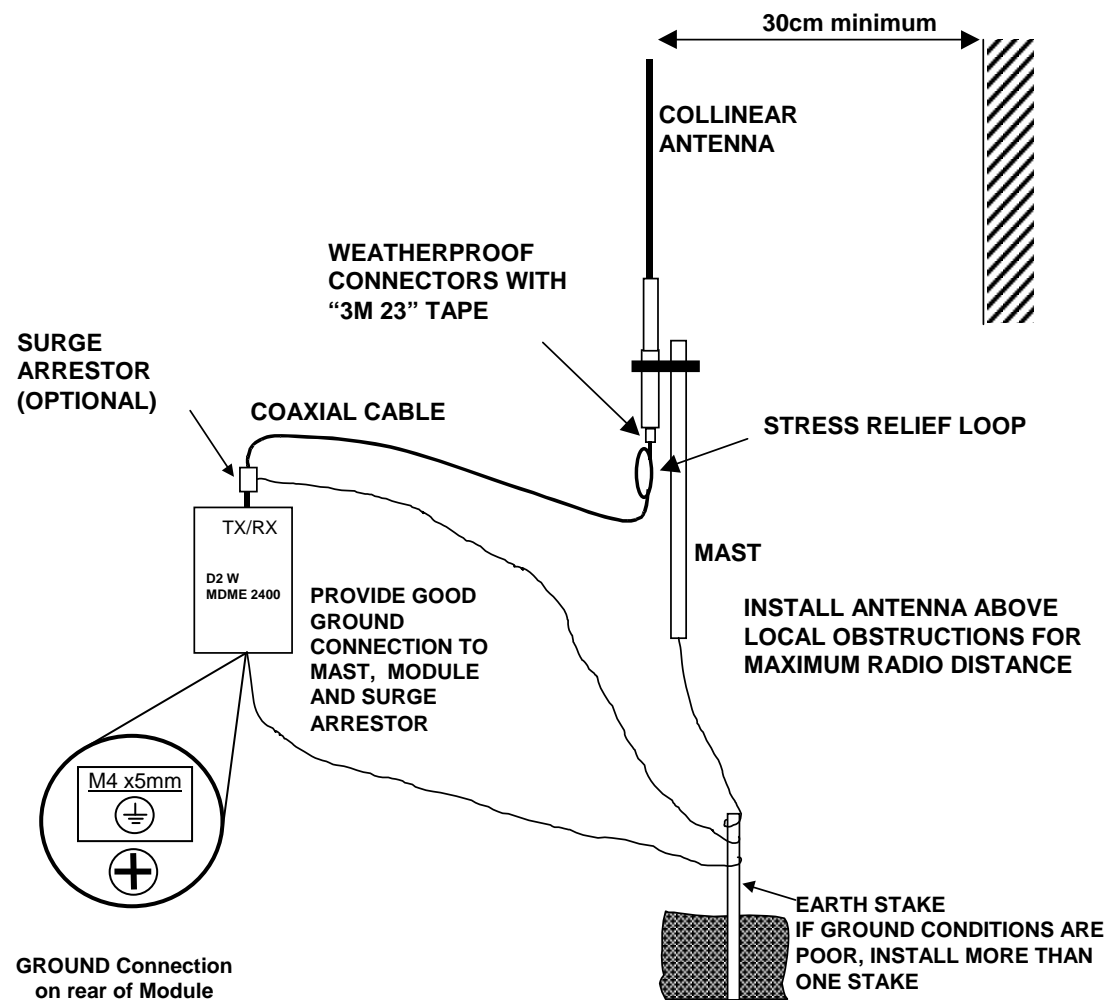 30cm minimum
COLLINEAR
ANTENNA
WEATHERPROOF
CONNECTORS WITH
“3M 23” TAPE
SURGE
ARRESTOR
(OPTIONAL)
COAXIAL CABLE
STRESS RELIEF LOOP
TX/RX
D2 W
MDME 2400
MAST
PROVIDE GOOD
GROUND
CONNECTION TO
MAST, MODULE
AND SURGE
ARRESTOR
INSTALL ANTENNA ABOVE
LOCAL OBSTRUCTIONS FOR
MAXIMUM RADIO DISTANCE
M4 x5mm
EARTH STAKE
IF GROUND CONDITIONS ARE
POOR, INSTALL MORE THAN
ONE STAKE
GROUND Connection
on rear of Module